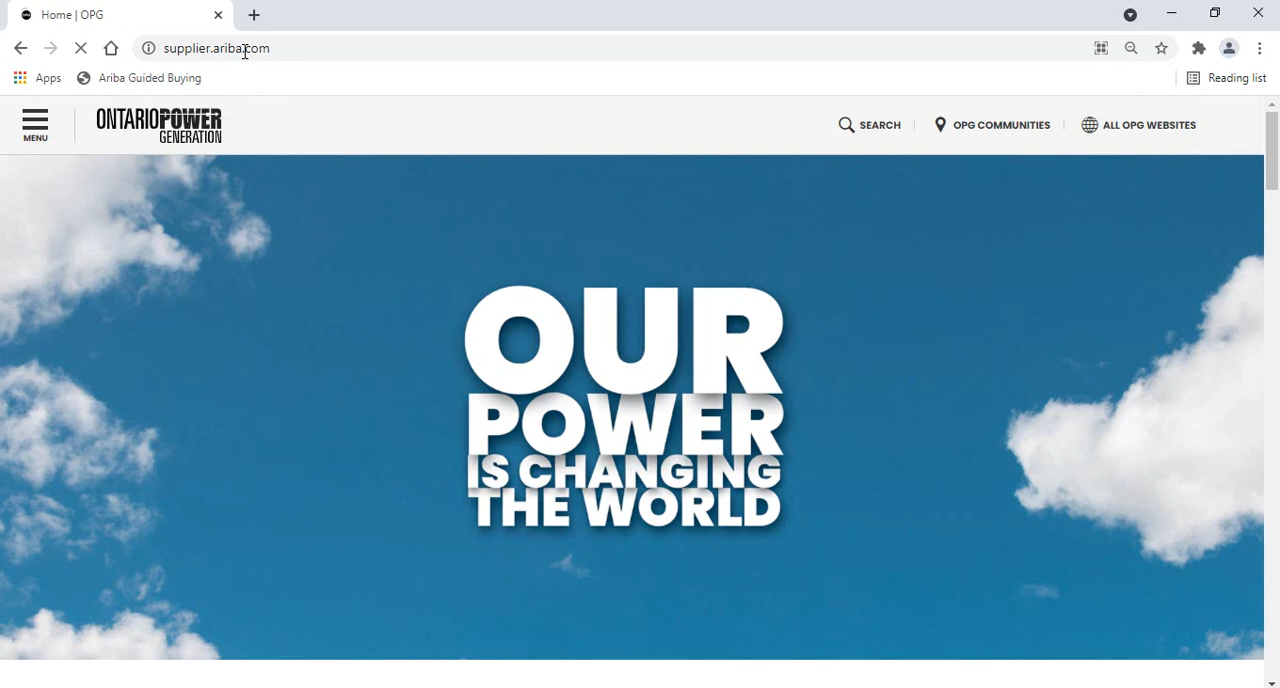 Home | OPG
supplier.ariba.com
Apps
Ariba Guided Buying
Reading list
MENU
ONTARIOPOWER
GENERATION
SEARCH
OPG COMMUNITIES
ALL OPG WEBSITES
OUR
POWER
IS CHANGING
THE WORLD